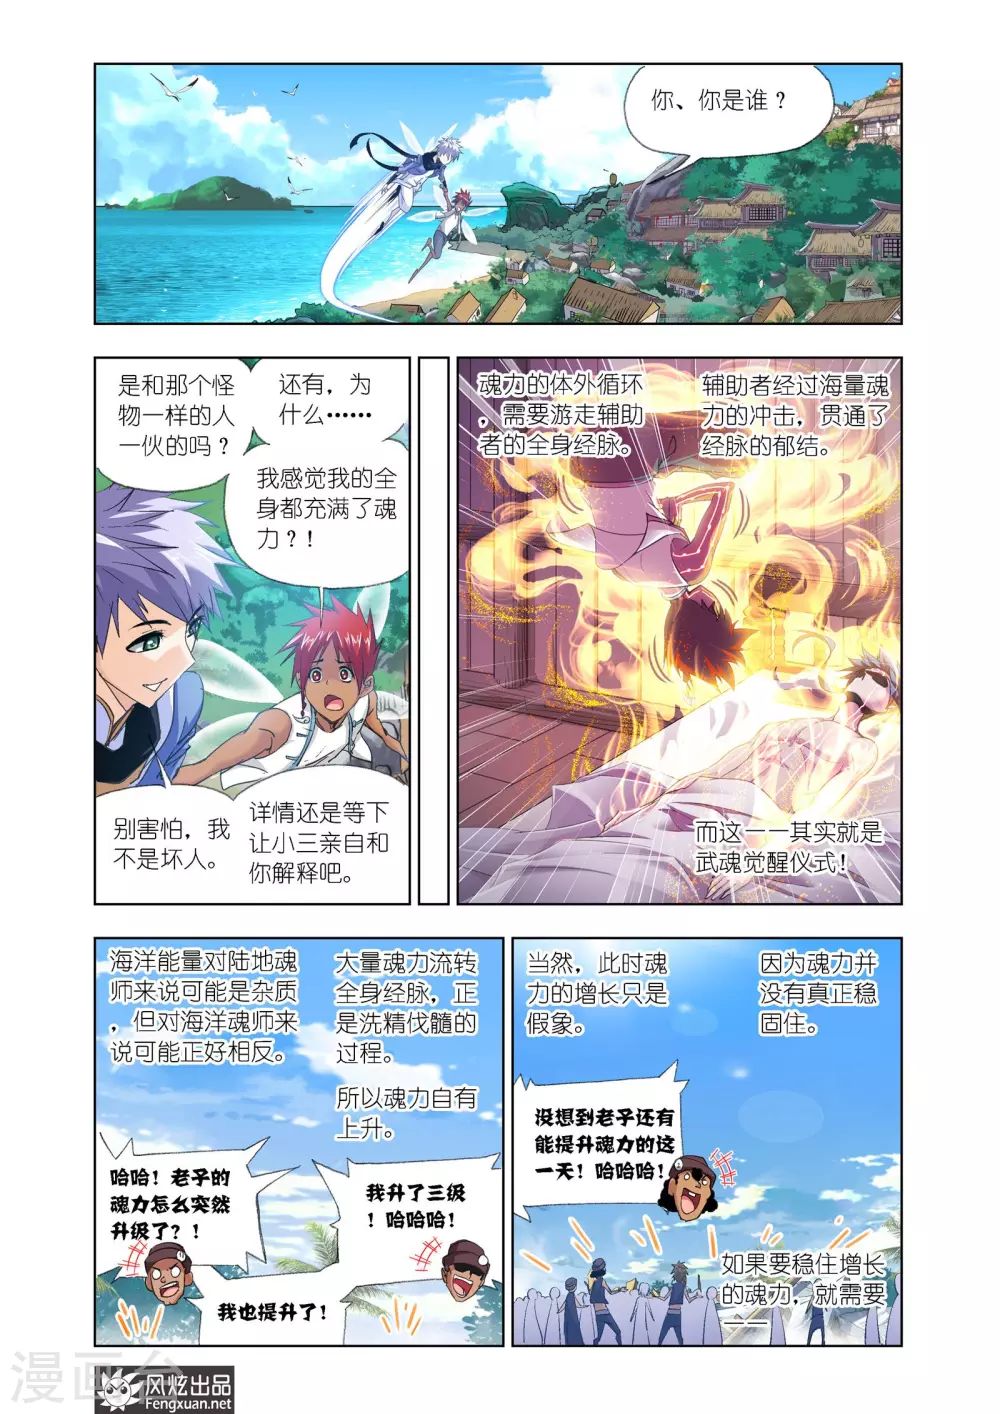 你、你是谁？
是和那个怪
物一样的人
一伙的吗？
还有，为
什么……
我感觉我的全
身都充满了魂
力？！
别害怕，我
不是坏人。
详情还是等下
让小三亲自和
你解释吧。
魂力的体外循环
，需要游走辅助
者的全身经脉。
辅助者经过海量魂
力的冲击，贯通了
经脉的郁结。
而这——其实就是
武魂觉醒仪式！
海洋能量对陆地魂
师来说可能是杂质
，但对海洋魂师来
说可能正好相反。
大量魂力流转
全身经脉，正
是洗精伐髓的
过程。
所以魂力自有
上升。
哈哈！老子的
魂力怎么突然
升级了？！
我升了三级
！哈哈哈！
我也提升了！
当然，此时魂
力的增长只是
假象。
因为魂力并
没有真正稳
固住。
没想到老子还有
能提升魂力的这
一天！哈哈哈！
如果要稳住增长
的魂力，就需要
——
漫画台
风炫出品
Fengxuan.net